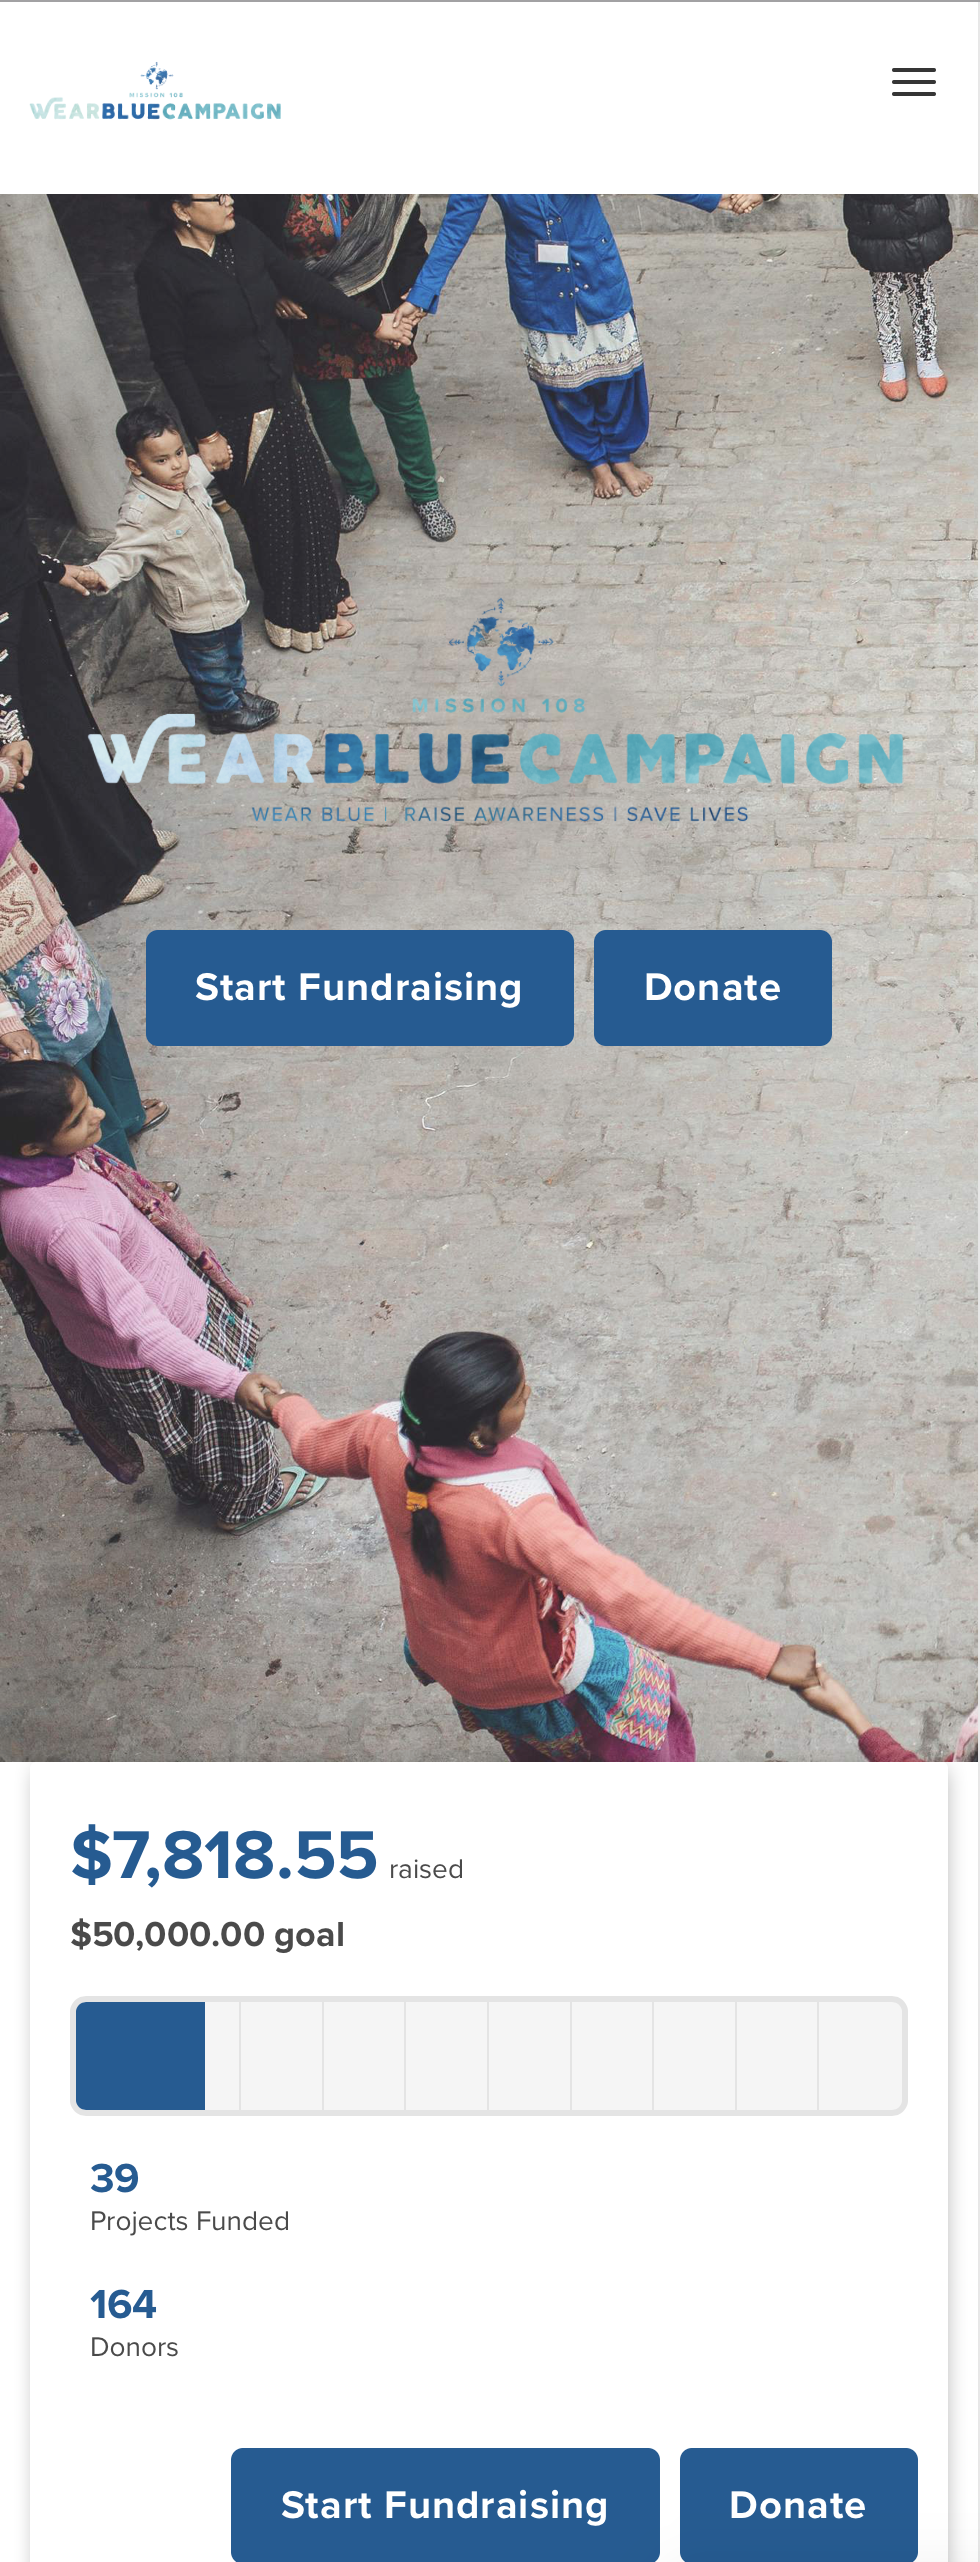 MISSION 108
WEARBLUECAMPAIGN
MISSION 108
WEARBLUECAMPAIGN
WEAR BLUE | RAISE AWARENESS | SAVE LIVES
Start Fundraising Donate
$7,818.55 raised
$50,000.00 goal
39
Projects Funded
164
Donors
Start Fundraising Donate